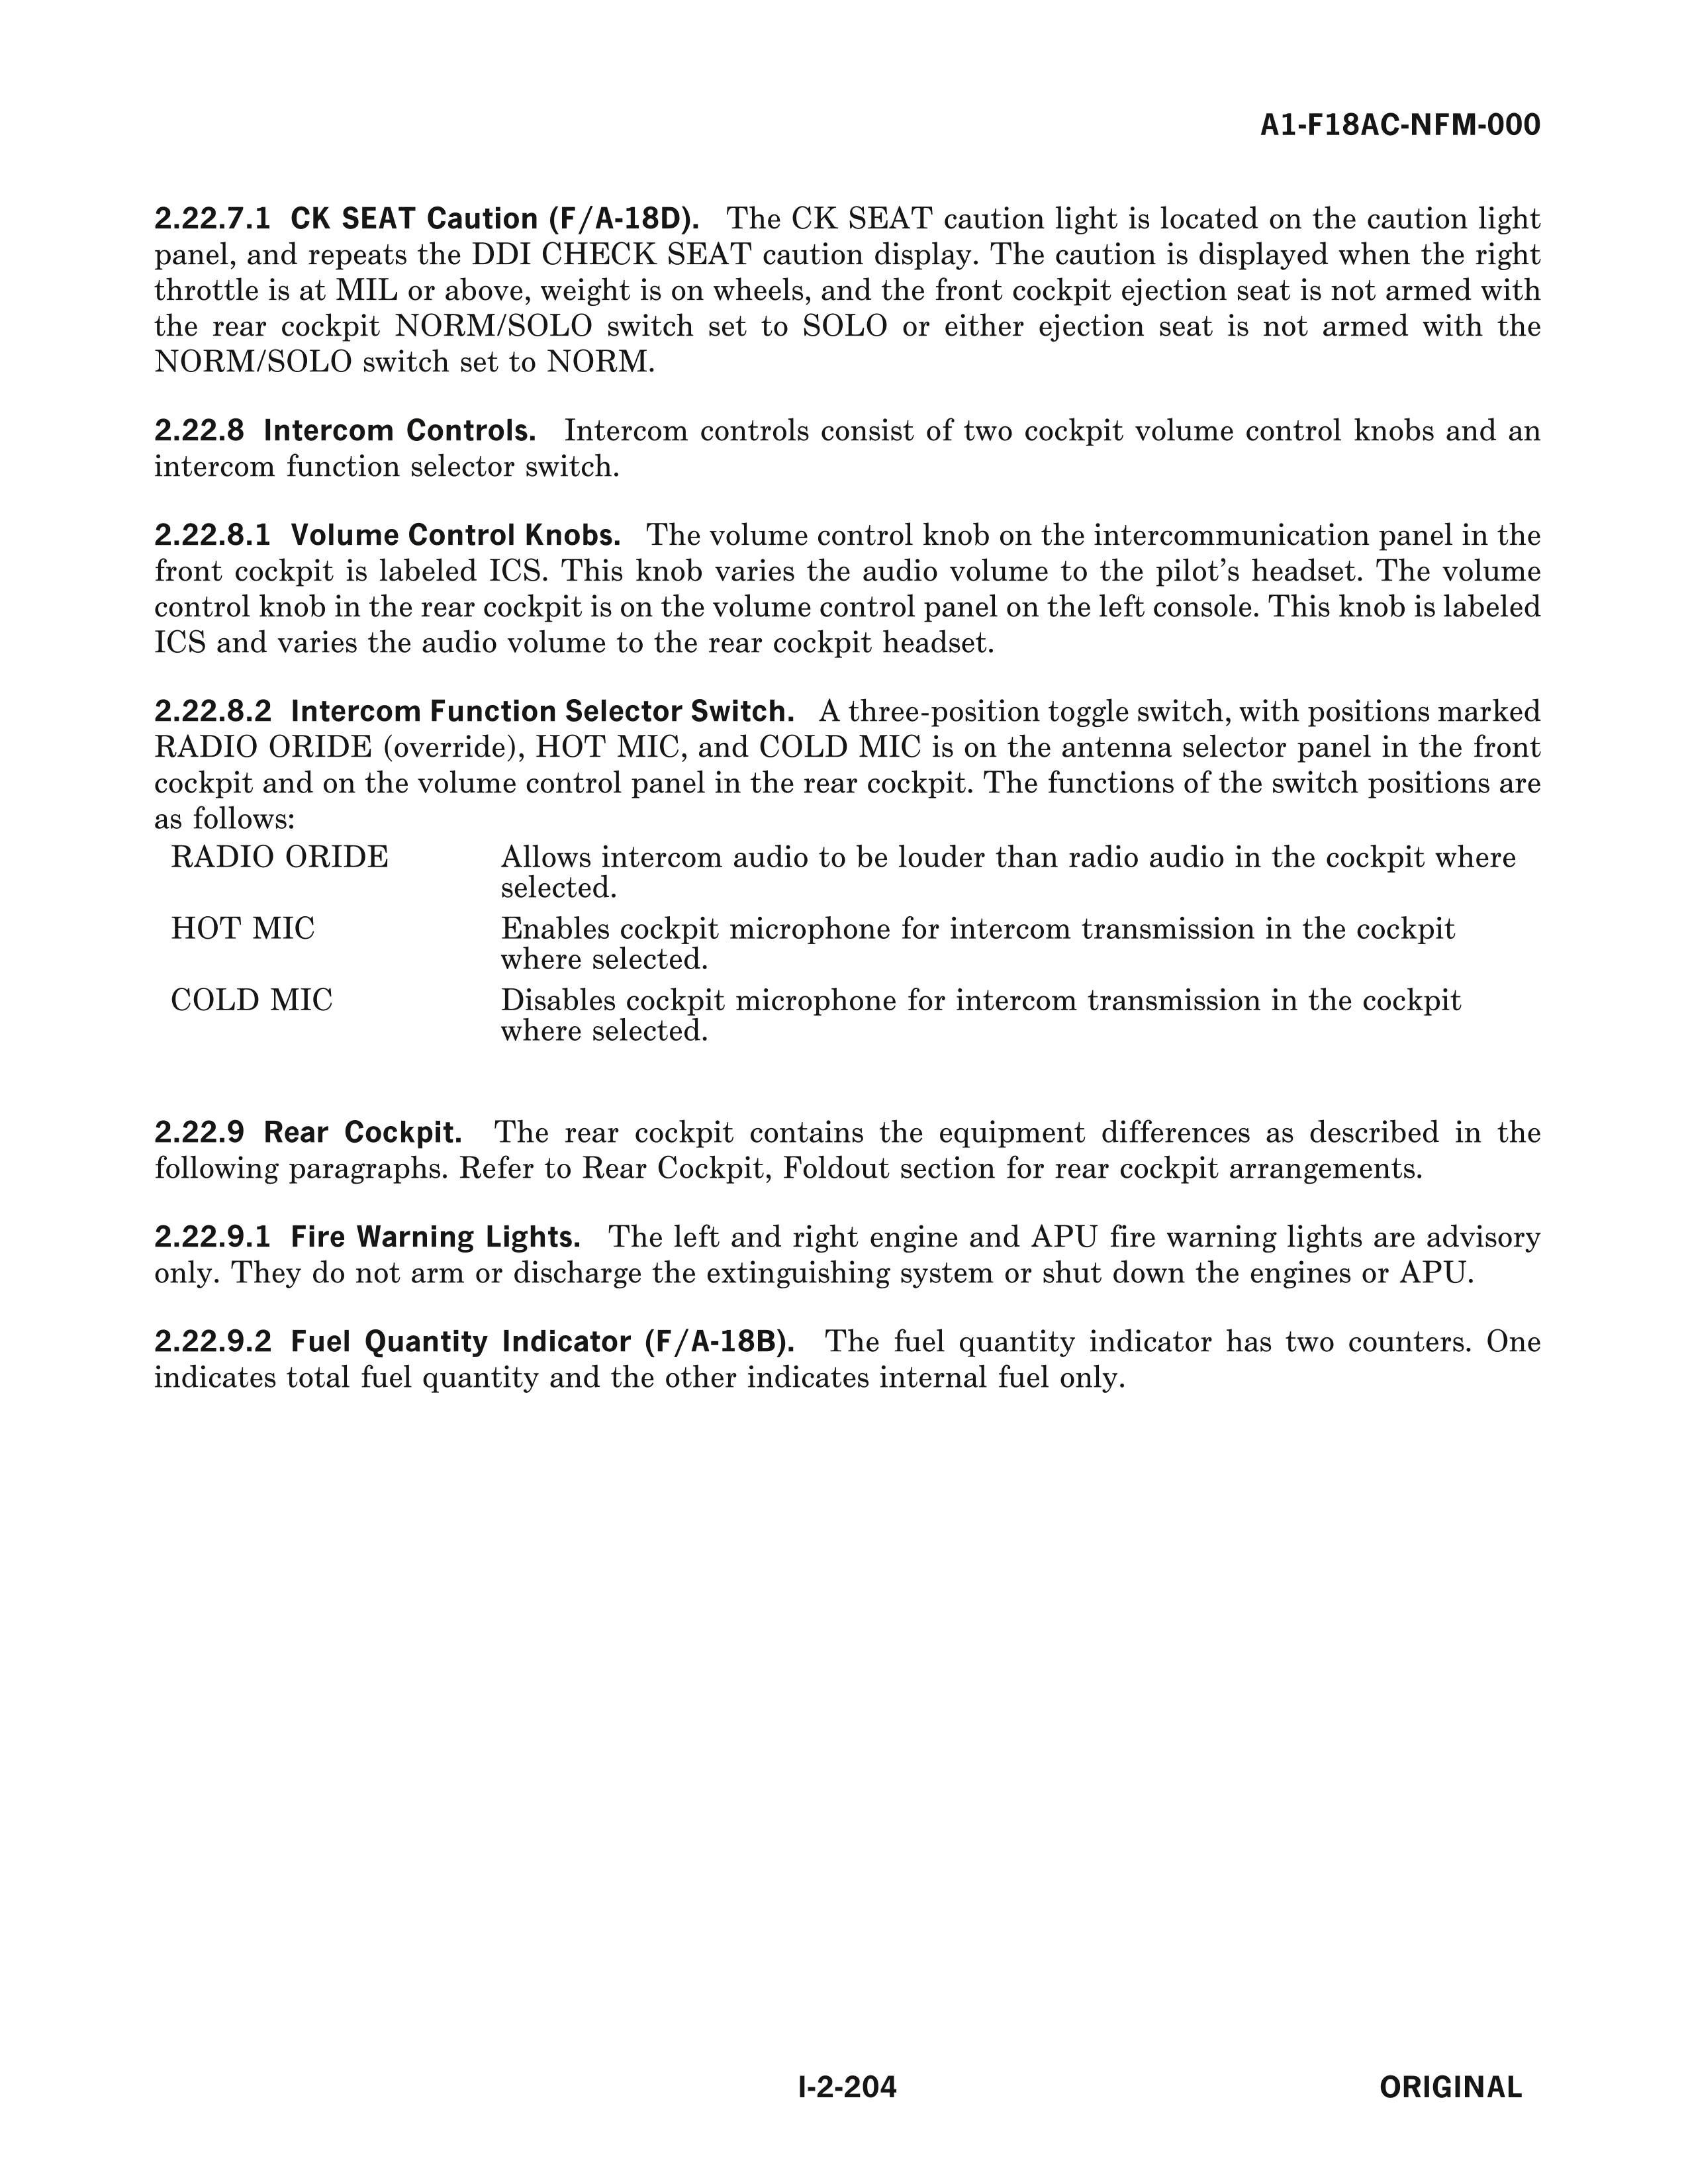 A1-F18AC-NFM-000
2.22.7.1 CK SEAT Caution (F/A-18D). The CK SEAT caution light is located on the caution light
panel, and repeats the DDI CHECK SEAT caution display. The caution is displayed when the right
throttle is at MIL or above, weight is on wheels, and the front cockpit ejection seat is not armed with
the rear cockpit NORM/SOLO switch set to SOLO or either ejection seat is not armed with the
NORM/SOLO switch set to NORM.
2.22.8 Intercom Controls. Intercom controls consist of two cockpit volume control knobs and an
intercom function selector switch.
2.22.8.1 Volume Control Knobs. The volume control knob on the intercommunication panel in the
front cockpit is labeled ICS. This knob varies the audio volume to the pilot's headset. The volume
control knob in the rear cockpit is on the volume control panel on the left console. This knob is labeled
ICS and varies the audio volume to the rear cockpit headset.
2.22.8.2 Intercom Function Selector Switch. A three-position toggle switch, with positions marked
RADIO ORIDE (override), HOT MIC, and COLD MIC is on the antenna selector panel in the front
cockpit and on the volume control panel in the rear cockpit. The functions of the switch positions are
as follows:
RADIO ORIDE Allows intercom audio to be louder than radio audio in the cockpit where
selected.
HOT MIC Enables cockpit microphone for intercom transmission in the cockpit
where selected.
COLD MIC Disables cockpit microphone for intercom transmission in the cockpit
where selected.
2.22.9 Rear Cockpit. The rear cockpit contains the equipment differences as described in the
following paragraphs. Refer to Rear Cockpit, Foldout section for rear cockpit arrangements.
2.22.9.1 Fire Warning Lights. The left and right engine and APU fire warning lights are advisory
only. They do not arm or discharge the extinguishing system or shut down the engines or APU.
2.22.9.2 Fuel Quantity Indicator (F/A-18B). The fuel quantity indicator has two counters. One
indicates total fuel quantity and the other indicates internal fuel only.
I-2-204 ORIGINAL